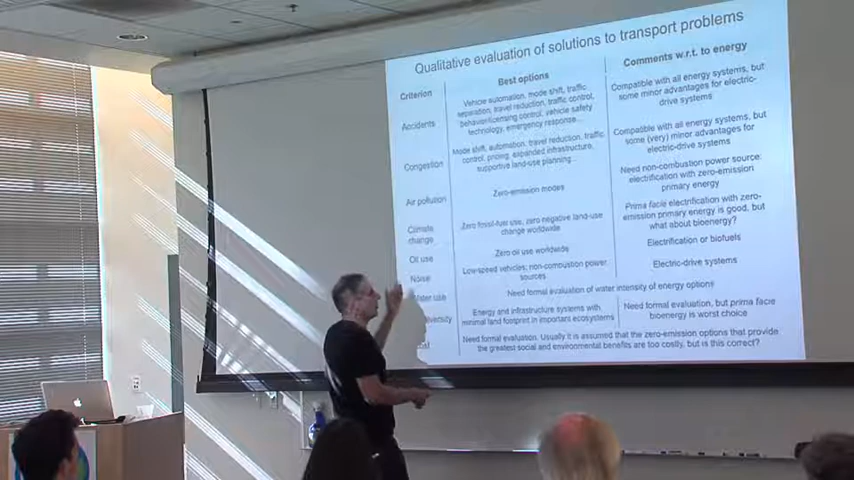 Qualitative evaluation of solutions to transport problems
Criterion
Best options
Comments w.r.t. to energy
Accidents
Vehicle automation, mode shift, traffic
separation, travel reduction, traffic control,
behavior/licensing control, vehicle safety
technology, emergency response...
Compatible with all energy systems, but
some minor advantages for electric-
drive systems
Congestion
Mode shift, automation, travel reduction, traffic
control, pricing, expanded infrastructure,
supportive land-use planning...
Compatible with all energy systems, but
some (very) minor advantages for
electric-drive systems
Air pollution
Zero-emission modes
Need non-combustion power source:
electrification with zero-emission
primary energy
Climate
change
Zero fossil-fuel use, zero negative land-use
change worldwide
Prima facie electrification with zero-
emission primary energy is good, but
what about bioenergy?
Oil use
Zero oil use worldwide
Electrification or biofuels
Noise
Low-speed vehicles, non-combustion power
sources
Electric-drive systems
ter use
Need formal evaluation of water intensity of energy options
diversity
Energy and infrastructure systems with
minimal land footprint in important ecosystems
Need formal evaluation, but prima facie
bioenergy is worst choice
Need formal evaluation. Usually it is assumed that the zero-emission options that provide
the greatest social and environmental benefits are too costly, but is this correct?